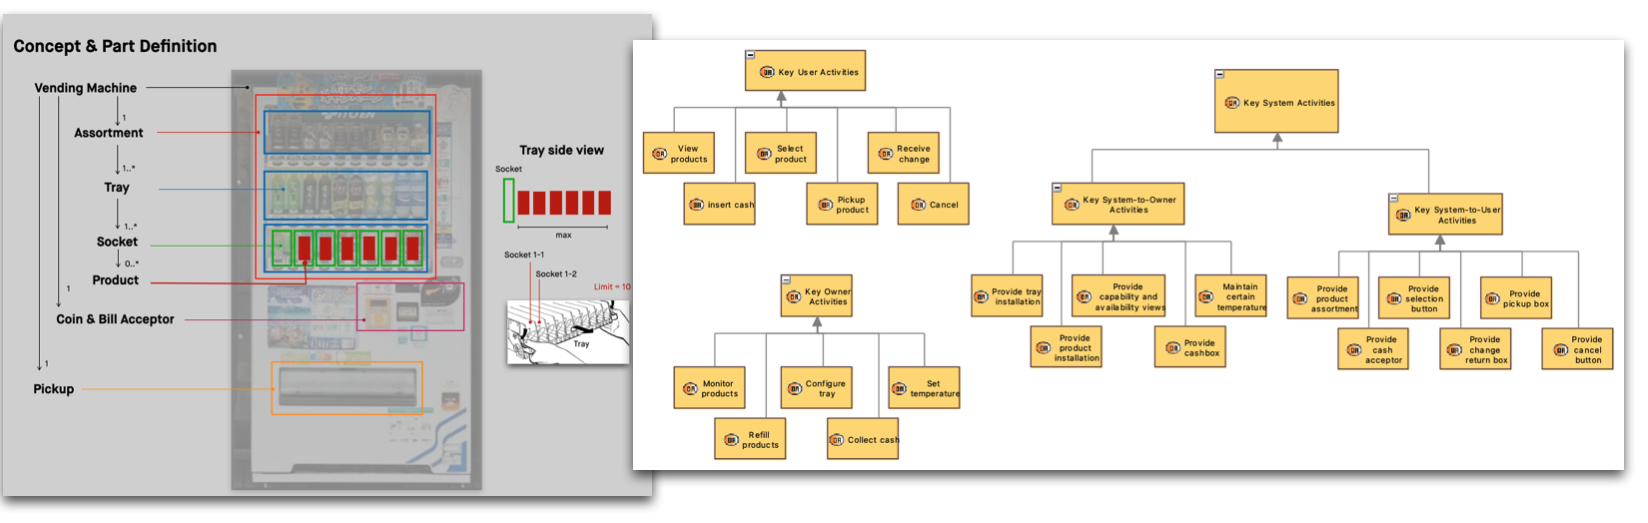 Concept & Part Definition
Vending Machine
1
Assortment
1..*
Tray
1..*
Socket
0..*
Product
1
Coin & Bill Acceptor
1
Pickup
Tray side view
Socket
max
Socket 1-1
Socket 1-2
Limit = 10
Tray
Key User Activities
View
products
Select
product
Receive
change
insert cash
Pickup
product
Cancel
Key Owner
Activities
Monitor
products
Configure
tray
Set
temperature
Refill
products
Collect cash
Key System Activities
Key System-to-Owner
Activities
Key System-to-User
Activities
Provide tray
installation
Provide
capability and
availability views
Maintain
certain
temperature
Provide
product
installation
Provide
cashbox
Provide
product
assortment
Provide
selection
button
Provide
pickup box
Provide
cash
acceptor
Provide
change
return box
Provide
cancel
button